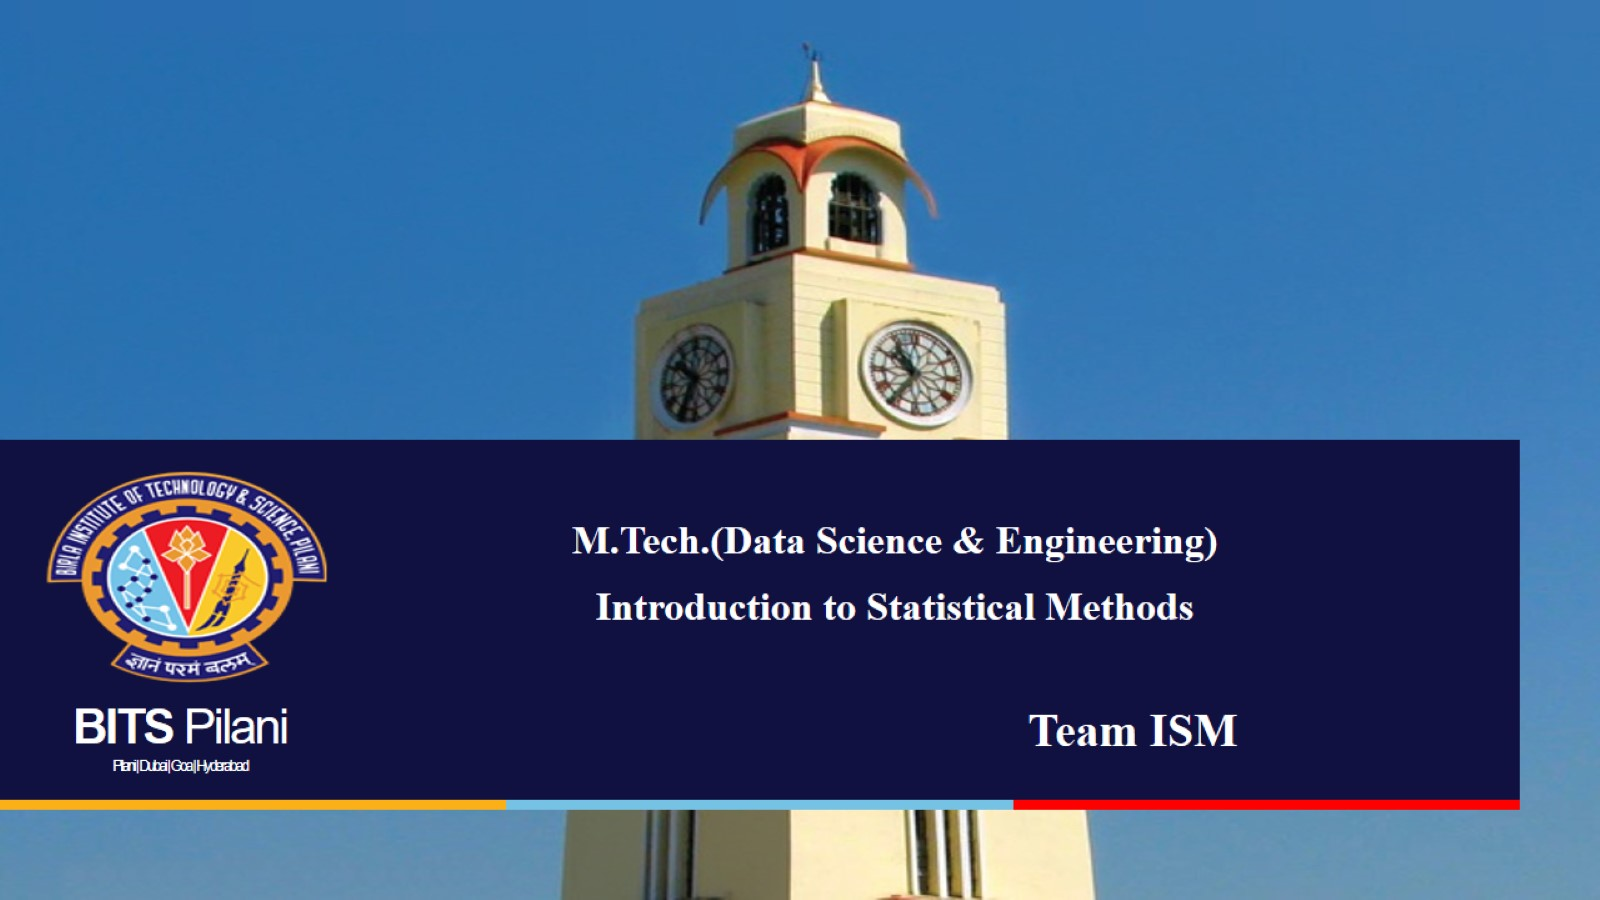 BIRLA INSTITUTE OF TECHNOLOGY & SCIENCE, PILANI
ज्ञानं परमं बलम्
BITS Pilani
Pilani|Dubai|Goa|Hyderabad
M.Tech.(Data Science & Engineering)
Introduction to Statistical Methods
Team ISM